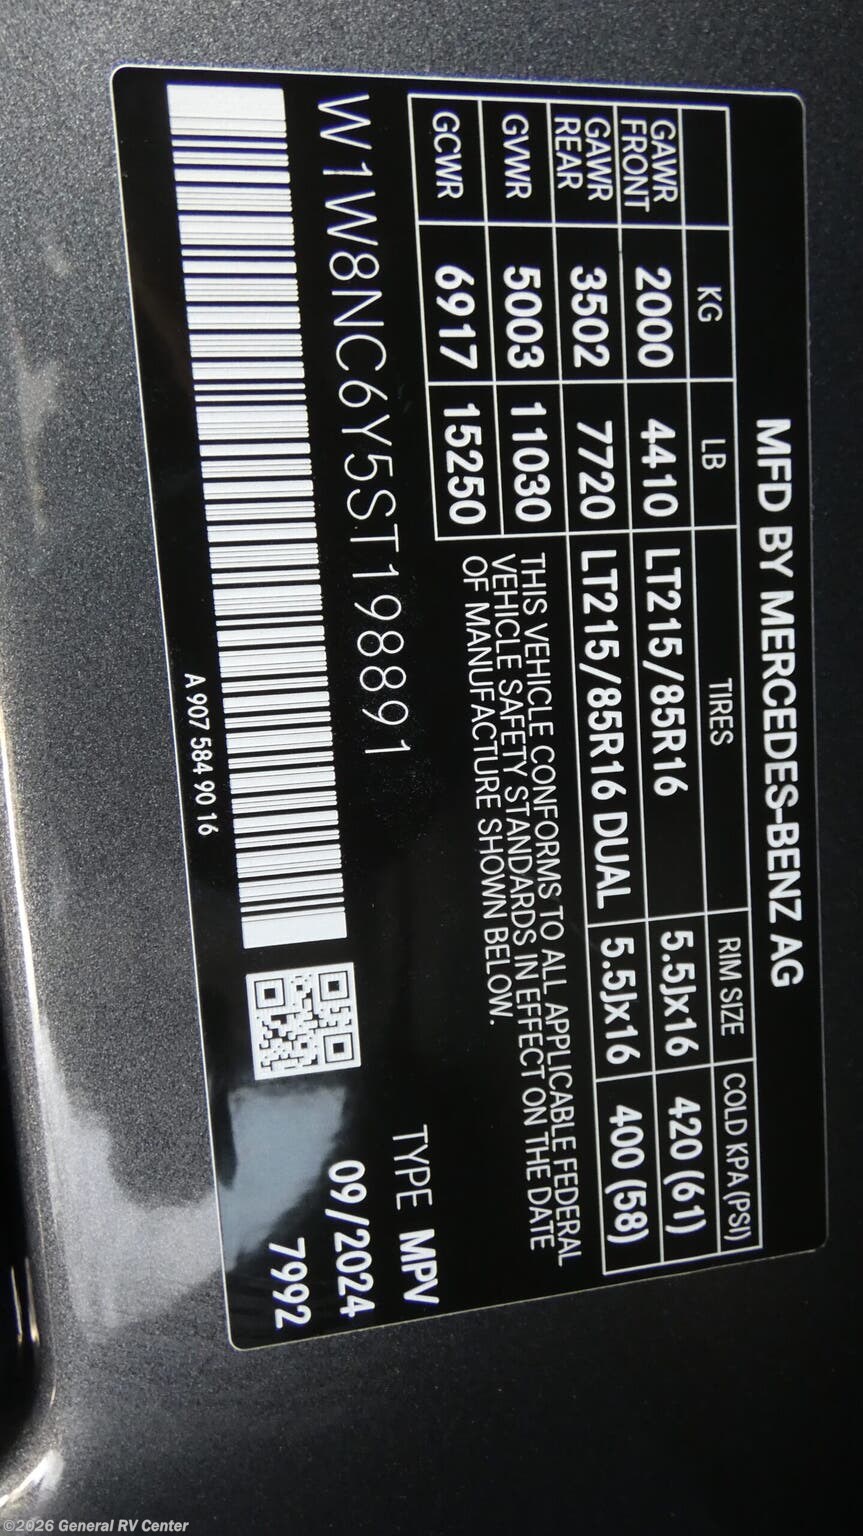 MFD BY MERCEDES-BENZ AG
KG LB TIRES RIM SIZE COLD KPA(PSI)
GAWR FRONT 2000 4410 LT215/85R16 5.5Jx16 420 (61)
GAWR REAR 3502 7720 LT215/85R16 DUAL 5.5Jx16 400 (58)
GVWR 5003 11030
GCWR 6917 15250
THIS VEHICLE CONFORMS TO ALL APPLICABLE FEDERAL
VEHICLE SAFETY STANDARDS IN EFFECT ON THE DATE
OF MANUFACTURE SHOWN BELOW.
TYPE MPV
W1W8NC6Y5ST198891
09/2024
7992
A 907 584 90 16
©2026 General RV Center